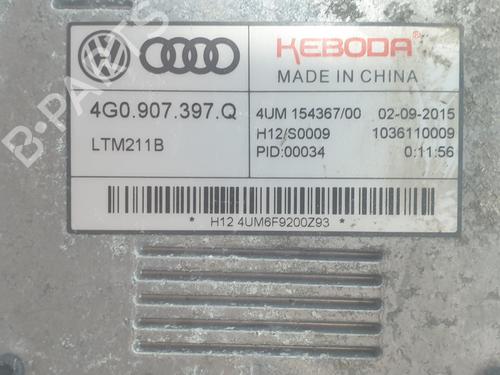 KEBODA
MADE IN CHINA
4G0.907.397.Q
LTM211B
4UM 154367/00 02-09-2015
H12/S0009 1036110009
PID:00034 0:11:56
* H12 4UM6F9200Z93 *
B-PARTS